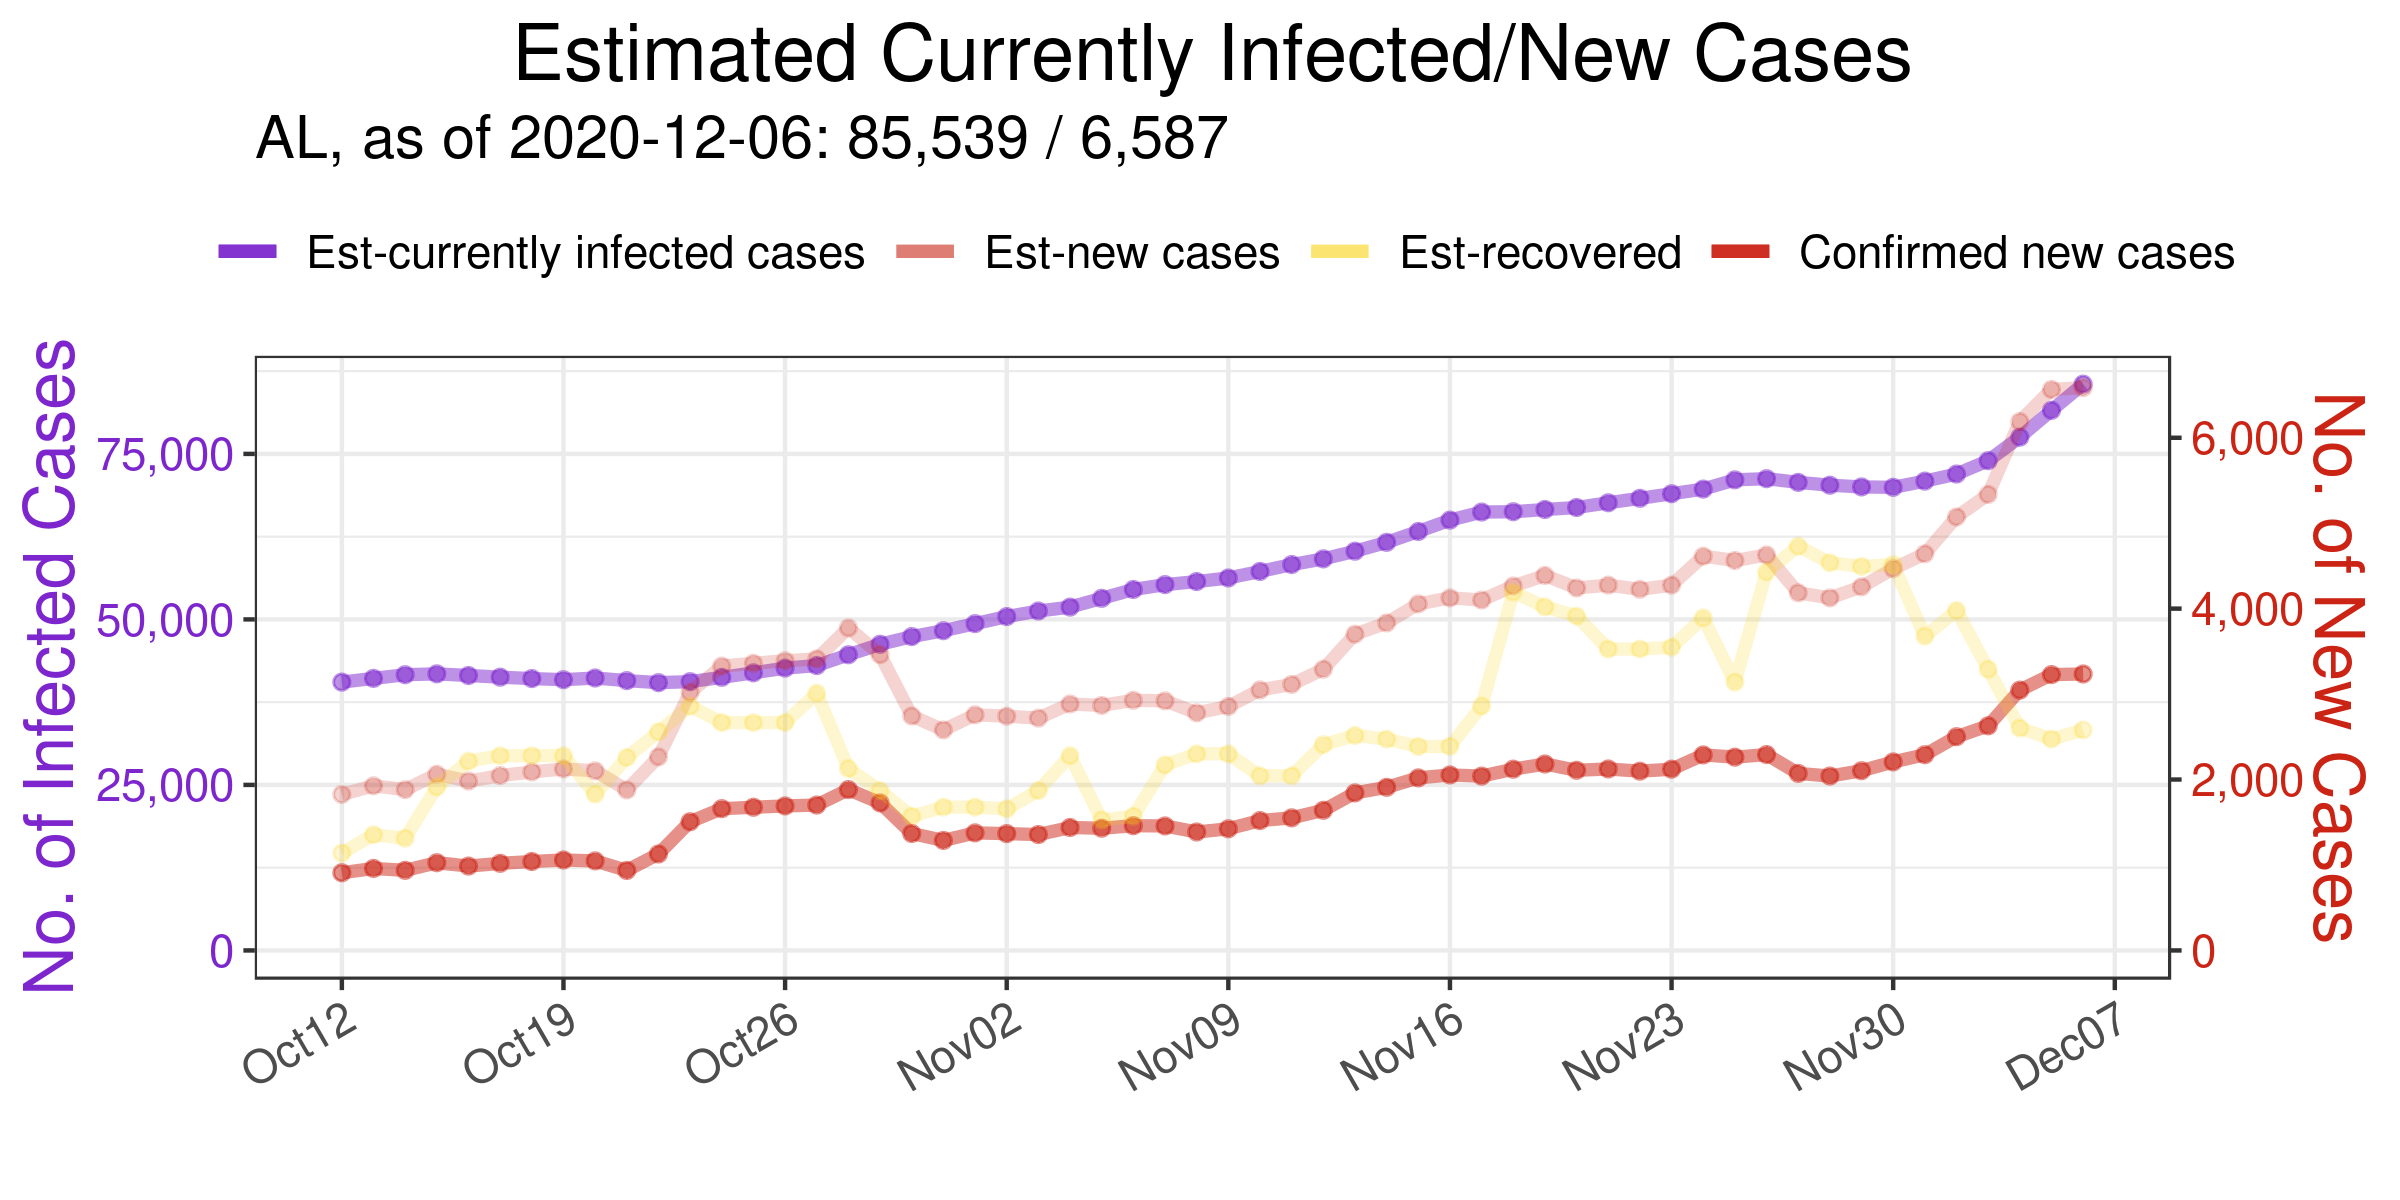 Estimated Currently Infected/New Cases
AL, as of 2020-12-06: 85,539 / 6,587
Est-currently infected cases
Est-new cases
Est-recovered
Confirmed new cases
No. of Infected Cases
75,000
50,000
25,000
0
6,000
4,000
2,000
0
No. of New Cases
Oct12
Oct19
Oct26
Nov02
Nov09
Nov16
Nov23
Nov30
Dec07